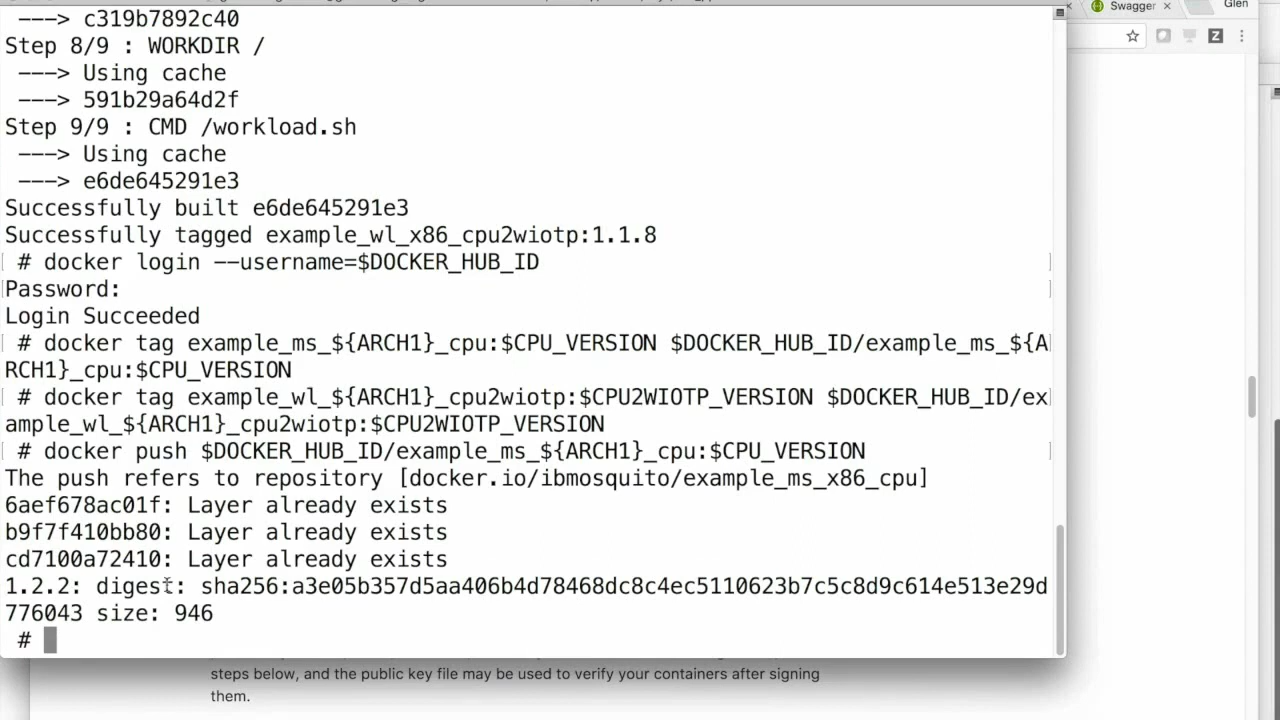 Swagger
Glen
---> c319b7892c40
Step 8/9 : WORKDIR /
---> Using cache
---> 591b29a64d2f
Step 9/9 : CMD /workload.sh
---> Using cache
---> e6de645291e3
Successfully built e6de645291e3
Successfully tagged example_wl_x86_cpu2wiotp:1.1.8
[ # docker login --username=$DOCKER_HUB_ID ]
[Password: ]
Login Succeeded
[ # docker tag example_ms_${ARCH1}_cpu:$CPU_VERSION $DOCKER_HUB_ID/example_ms_${A]
RCH1}_cpu:$CPU_VERSION
[ # docker tag example_wl_${ARCH1}_cpu2wiotp:$CPU2WIOTP_VERSION $DOCKER_HUB_ID/ex]
ample_wl_${ARCH1}_cpu2wiotp:$CPU2WIOTP_VERSION
[ # docker push $DOCKER_HUB_ID/example_ms_${ARCH1}_cpu:$CPU_VERSION ]
The push refers to repository [docker.io/ibmosquito/example_ms_x86_cpu]
6aef678ac01f: Layer already exists
b9f7f410bb80: Layer already exists
cd7100a72410: Layer already exists
1.2.2: digest: sha256:a3e05b357d5aa406b4d78468dc8c4ec5110623b7c5c8d9c614e513e29d
776043 size: 946
#
steps below, and the public key file may be used to verify your containers after signing
them.